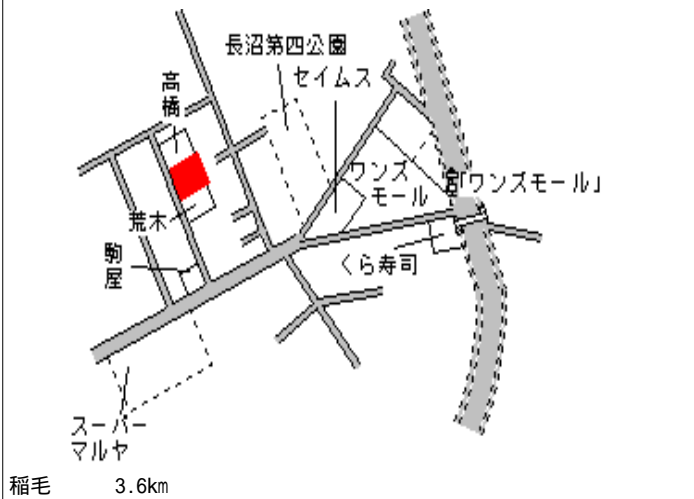 長沼第四公園
セイムス
高
橋
ワンズ
モール
「ワンズモール」
荒木
駒
屋
くら寿司
スーパー
マルヤ
稲毛 3.6km